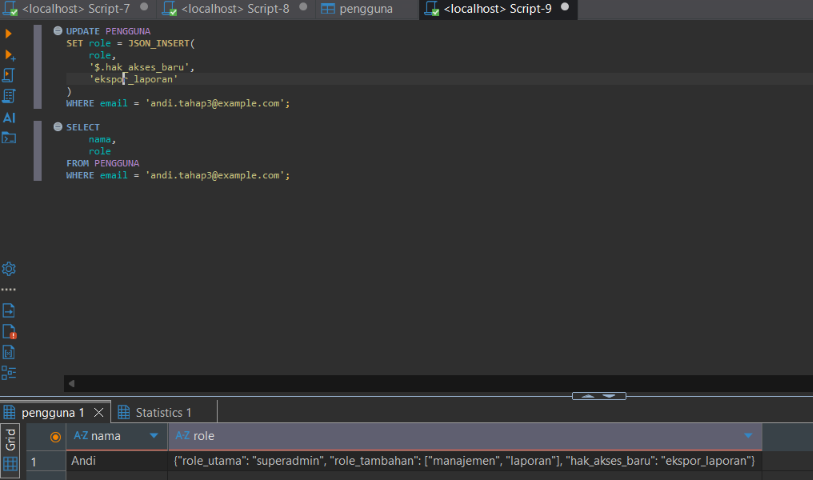 <localhost> Script-7
<localhost> Script-8
pengguna
<localhost> Script-9
UPDATE PENGGUNA
SET role = JSON_INSERT(
role,
'$.hak_akses_baru',
'ekspor_laporan'
)
WHERE email = 'andi.tahap3@example.com';
SELECT
nama,
role
FROM PENGGUNA
WHERE email = 'andi.tahap3@example.com';
AI
pengguna 1
Statistics 1
Grid
A-Z nama
A-Z role
1
Andi
{"role_utama": "superadmin", "role_tambahan": ["manajemen", "laporan"], "hak_akses_baru": "ekspor_laporan"}